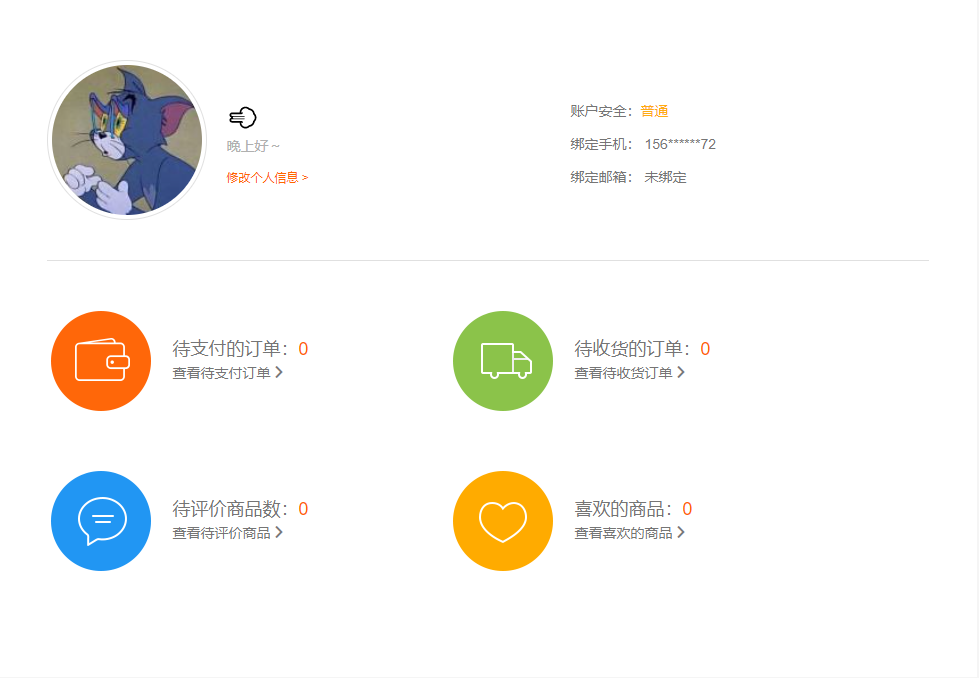 晚上好～
修改个人信息 >
账户安全：普通
绑定手机： 156******72
绑定邮箱： 未绑定
待支付的订单：0
查看待支付订单
待收货的订单：0
查看待收货订单
待评价商品数：0
查看待评价商品
喜欢的商品：0
查看喜欢的商品